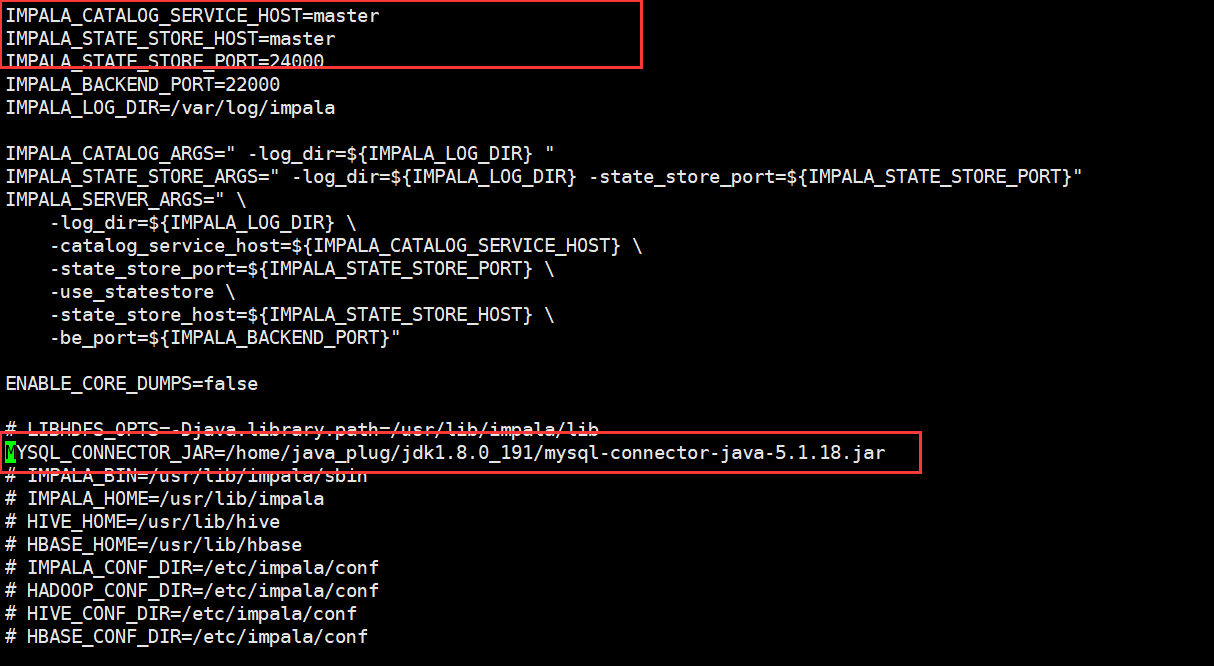 IMPALA_CATALOG_SERVICE_HOST=master
IMPALA_STATE_STORE_HOST=master
IMPALA_STATE_STORE_PORT=24000
IMPALA_BACKEND_PORT=22000
IMPALA_LOG_DIR=/var/log/impala
IMPALA_CATALOG_ARGS=" -log_dir=${IMPALA_LOG_DIR} "
IMPALA_STATE_STORE_ARGS=" -log_dir=${IMPALA_LOG_DIR} -state_store_port=${IMPALA_STATE_STORE_PORT}"
IMPALA_SERVER_ARGS=" \
    -log_dir=${IMPALA_LOG_DIR} \
    -catalog_service_host=${IMPALA_CATALOG_SERVICE_HOST} \
    -state_store_port=${IMPALA_STATE_STORE_PORT} \
    -use_statestore \
    -state_store_host=${IMPALA_STATE_STORE_HOST} \
    -be_port=${IMPALA_BACKEND_PORT}"
ENABLE_CORE_DUMPS=false
# LIBHDFS_OPTS=-Djava.library.path=/usr/lib/impala/lib
MYSQL_CONNECTOR_JAR=/home/java_plug/jdk1.8.0_191/mysql-connector-java-5.1.18.jar
# IMPALA_BIN=/usr/lib/impala/sbin
# IMPALA_HOME=/usr/lib/impala
# HIVE_HOME=/usr/lib/hive
# HBASE_HOME=/usr/lib/hbase
# IMPALA_CONF_DIR=/etc/impala/conf
# HADOOP_CONF_DIR=/etc/impala/conf
# HIVE_CONF_DIR=/etc/impala/conf
# HBASE_CONF_DIR=/etc/impala/conf